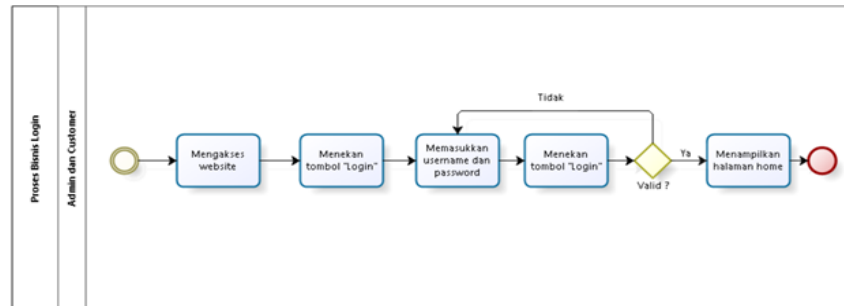 Proses Bisnis Login
Admin dan Customer
Mengakses
website
Menekan
tombol "Login"
Memasukkan
username dan
password
Menekan
tombol "Login"
Tidak
Valid ?
Ya
Menampilkan
halaman home